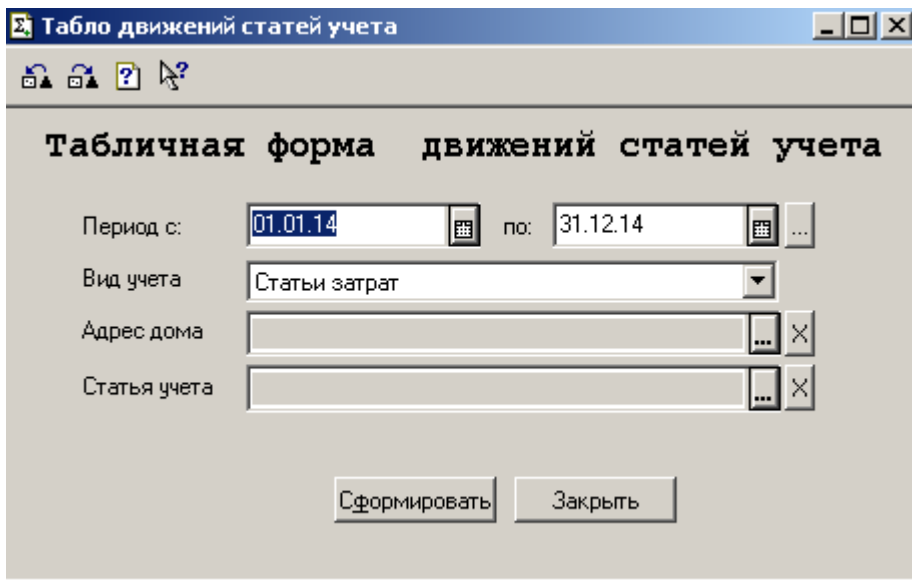 Табло движений статей учета
Табличная форма движений статей учета
Период с: 01.01.14 по: 31.12.14 ...
Вид учета Статьи затрат
Адрес дома ... X
Статья учета ... X
Сформировать Закрыть